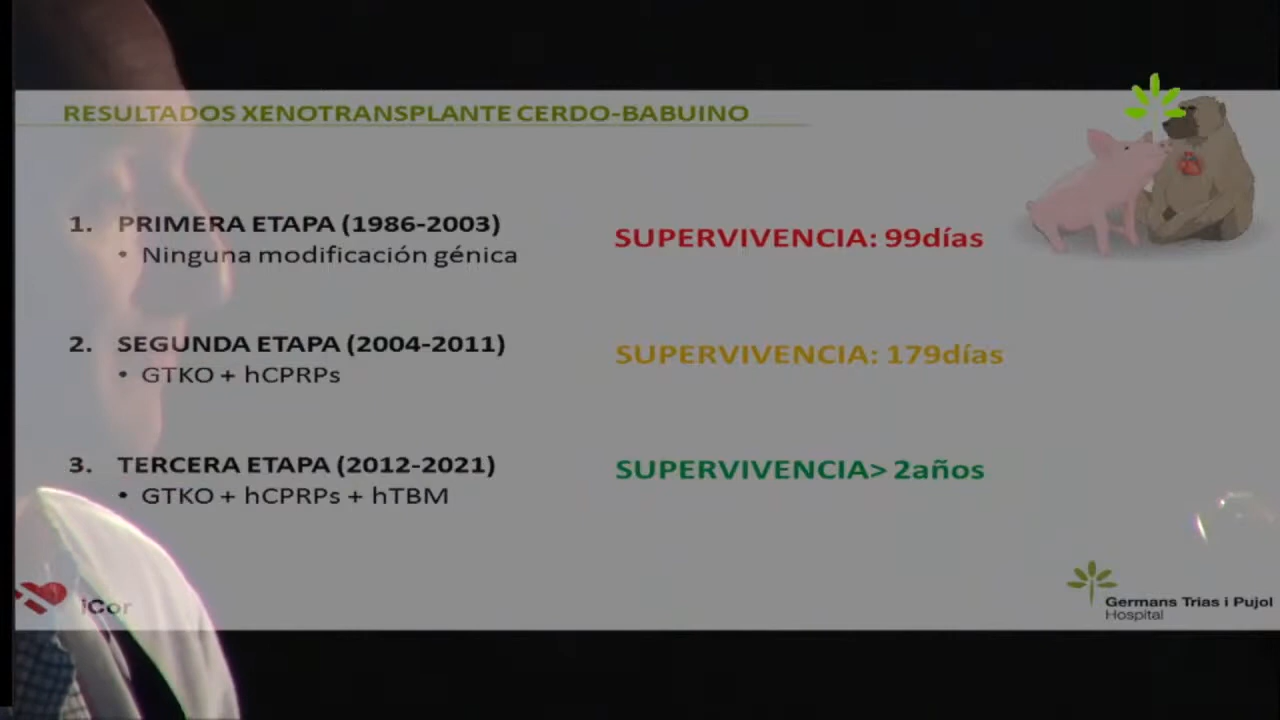 RESULTADOS XENOTRANSPLANTE CERDO-BABUINO
1. PRIMERA ETAPA (1986-2003)
• Ninguna modificación génica
SUPERVIVENCIA: 99días
2. SEGUNDA ETAPA (2004-2011)
• GTKO + hCPRPs
SUPERVIVENCIA: 179días
3. TERCERA ETAPA (2012-2021)
• GTKO + hCPRPs + hTBM
SUPERVIVENCIA> 2años
iCor
Germans Trias i Pujol
Hospital